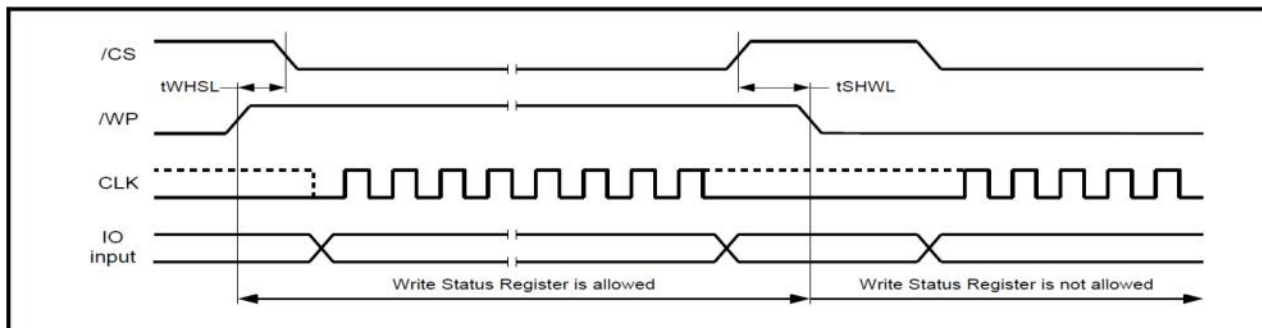 /CS
tWHSL
tSHWL
/WP
CLK
IO
input
Write Status Register is allowed
Write Status Register is not allowed